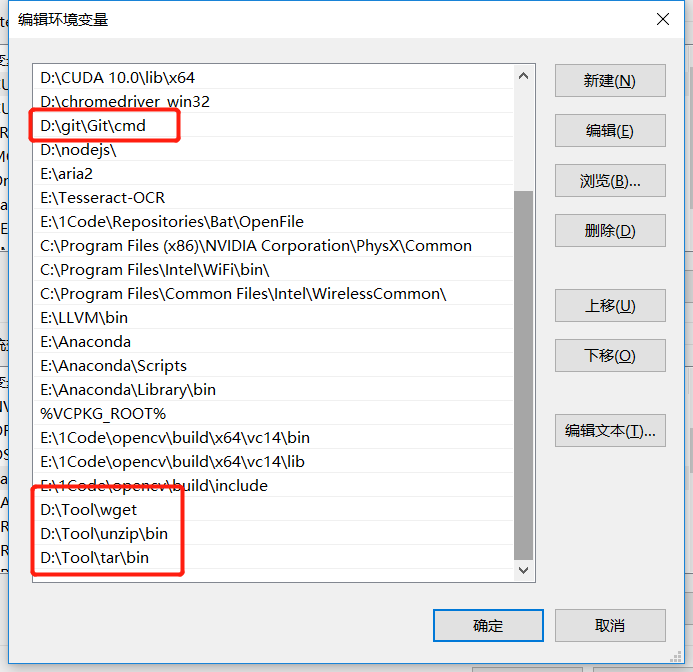 编辑环境变量
D:\CUDA 10.0\lib\x64
D:\chromedriver_win32
D:\git\Git\cmd
D:\nodejs\
E:\aria2
E:\Tesseract-OCR
E:\1Code\Repositories\Bat\OpenFile
C:\Program Files (x86)\NVIDIA Corporation\PhysX\Common
C:\Program Files\Intel\WiFi\bin\
C:\Program Files\Common Files\Intel\WirelessCommon\
E:\LLVM\bin
E:\Anaconda
E:\Anaconda\Scripts
E:\Anaconda\Library\bin
%VCPKG_ROOT%
E:\1Code\opencv\build\x64\vc14\bin
E:\1Code\opencv\build\x64\vc14\lib
E:\1Code\opencv\build\include
D:\Tool\wget
D:\Tool\unzip\bin
D:\Tool\tar\bin
新建(N)
编辑(E)
浏览(B)...
删除(D)
上移(U)
下移(O)
编辑文本(T)...
确定
取消